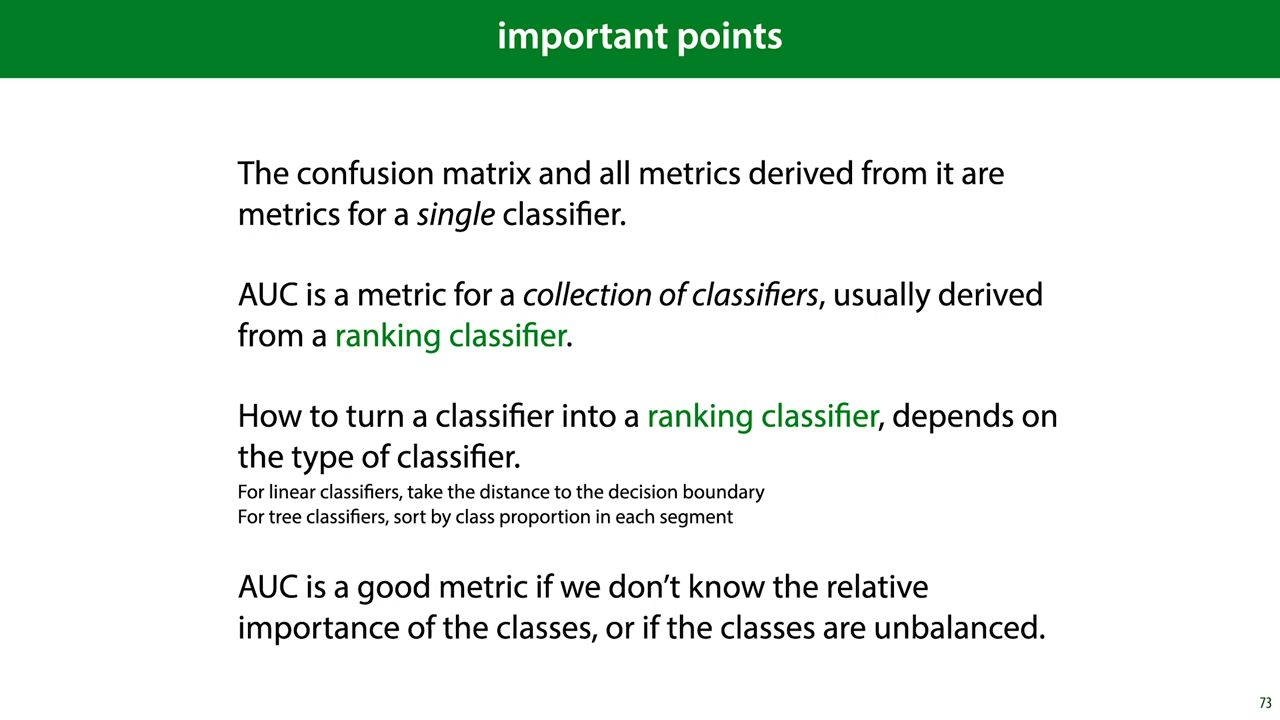 important points
The confusion matrix and all metrics derived from it are
metrics for a single classifier.
AUC is a metric for a collection of classifiers, usually derived
from a ranking classifier.
How to turn a classifier into a ranking classifier, depends on
the type of classifier.
For linear classifiers, take the distance to the decision boundary
For tree classifiers, sort by class proportion in each segment
AUC is a good metric if we don’t know the relative
importance of the classes, or if the classes are unbalanced.
73